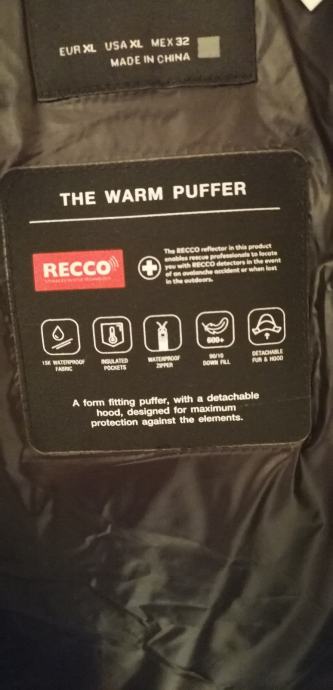 EUR XL USA XL MEX 32
MADE IN CHINA
THE WARM PUFFER
RECCO
The RECCO reflector in this product
enables rescue professionals to locate
you with RECCO detectors in the event
of an avalanche accident or when lost
in the outdoors.
600+
15K WATERPROOF
FABRIC
INSULATED
POCKETS
WATERPROOF
ZIPPER
90/10
DOWN FILL
DETACHABLE
FUR & HOOD
A form fitting puffer, with a detachable
hood, designed for maximum
protection against the elements.